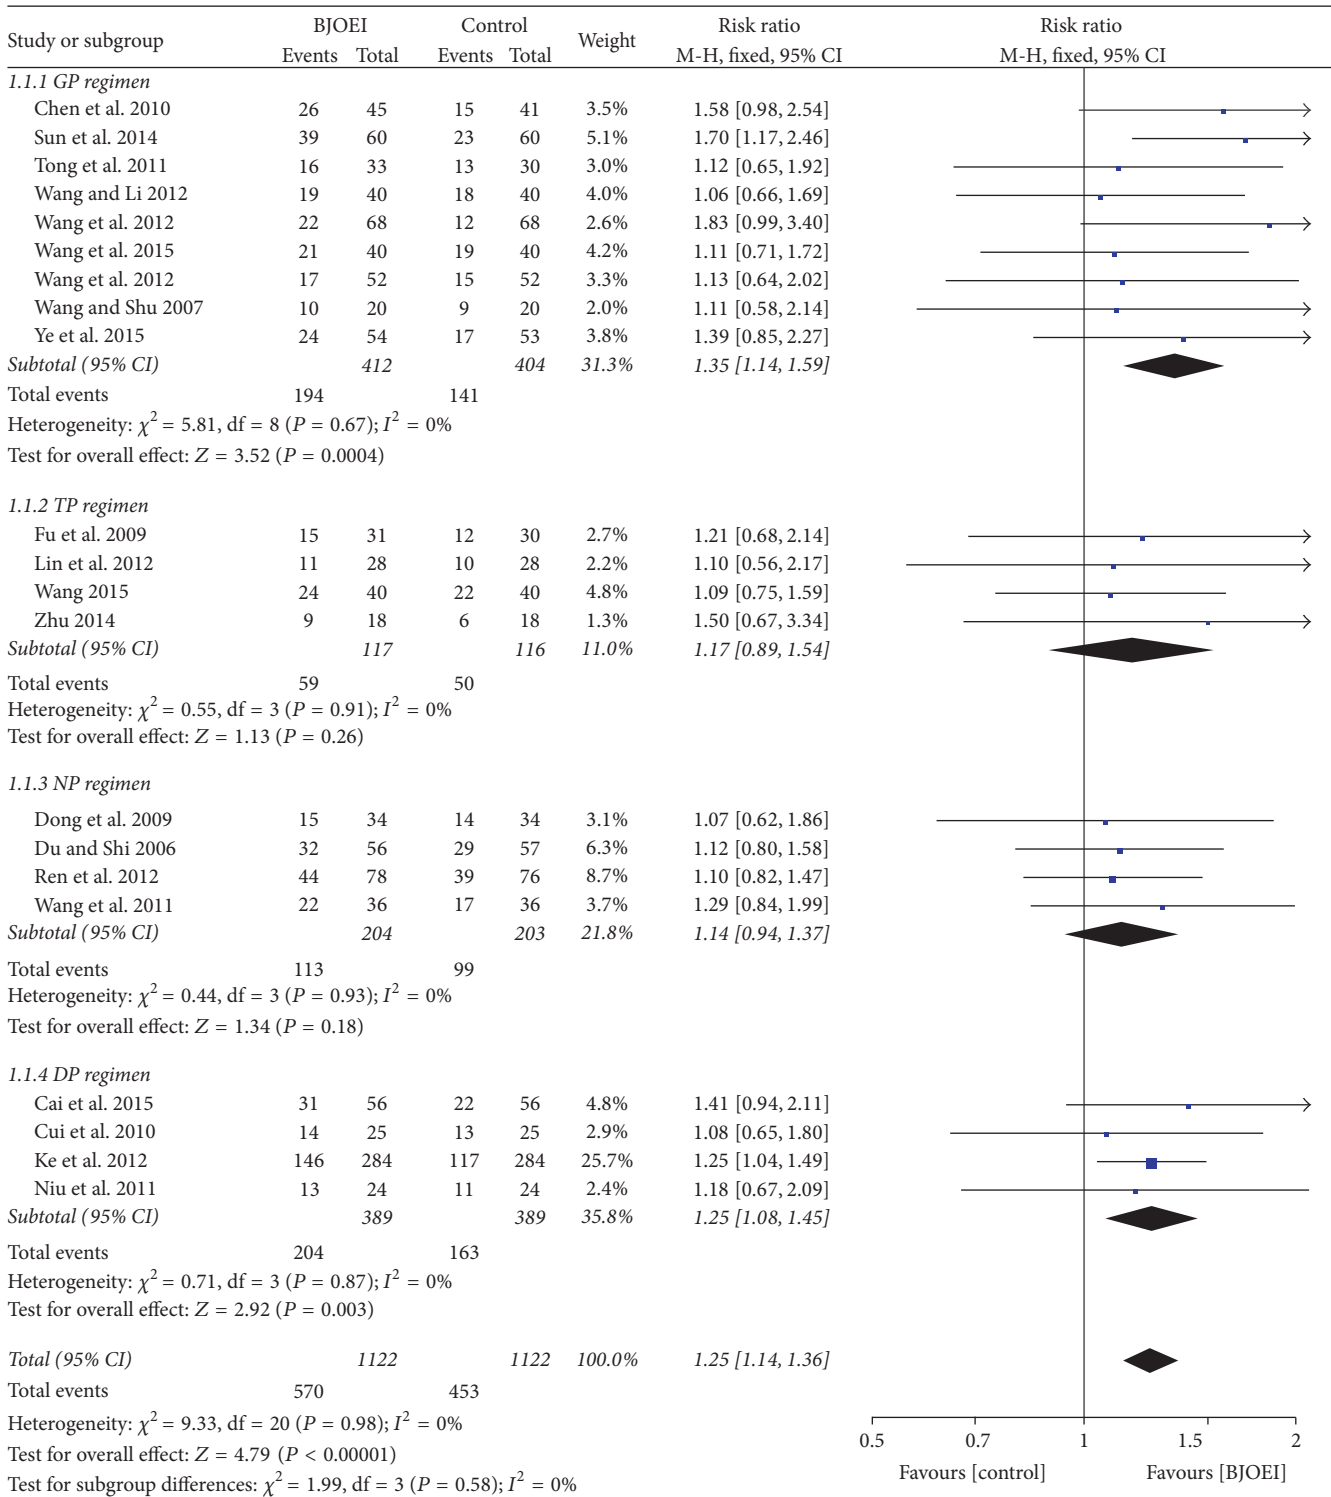 Study or subgroup BJOEI Control Weight Risk ratio Risk ratio
Events Total Events Total M-H, fixed, 95% CI M-H, fixed, 95% CI
1.1.1 GP regimen
Chen et al. 2010 26 45 15 41 3.5% 1.58 [0.98, 2.54]
Sun et al. 2014 39 60 23 60 5.1% 1.70 [1.17, 2.46]
Tong et al. 2011 16 33 13 30 3.0% 1.12 [0.65, 1.92]
Wang and Li 2012 19 40 18 40 4.0% 1.06 [0.66, 1.69]
Wang et al. 2012 22 68 12 68 2.6% 1.83 [0.99, 3.40]
Wang et al. 2015 21 40 19 40 4.2% 1.11 [0.71, 1.72]
Wang et al. 2012 17 52 15 52 3.3% 1.13 [0.64, 2.02]
Wang and Shu 2007 10 20 9 20 2.0% 1.11 [0.58, 2.14]
Ye et al. 2015 24 54 17 53 3.8% 1.39 [0.85, 2.27]
Subtotal (95% CI) 412 404 31.3% 1.35 [1.14, 1.59]
Total events 194 141
Heterogeneity: χ² = 5.81, df = 8 (P = 0.67); I² = 0%
Test for overall effect: Z = 3.52 (P = 0.0004)
1.1.2 TP regimen
Fu et al. 2009 15 31 12 30 2.7% 1.21 [0.68, 2.14]
Lin et al. 2012 11 28 10 28 2.2% 1.10 [0.56, 2.17]
Wang 2015 24 40 22 40 4.8% 1.09 [0.75, 1.59]
Zhu 2014 9 18 6 18 1.3% 1.50 [0.67, 3.34]
Subtotal (95% CI) 117 116 11.0% 1.17 [0.89, 1.54]
Total events 59 50
Heterogeneity: χ² = 0.55, df = 3 (P = 0.91); I² = 0%
Test for overall effect: Z = 1.13 (P = 0.26)
1.1.3 NP regimen
Dong et al. 2009 15 34 14 34 3.1% 1.07 [0.62, 1.86]
Du and Shi 2006 32 56 29 57 6.3% 1.12 [0.80, 1.58]
Ren et al. 2012 44 78 39 76 8.7% 1.10 [0.82, 1.47]
Wang et al. 2011 22 36 17 36 3.7% 1.29 [0.84, 1.99]
Subtotal (95% CI) 204 203 21.8% 1.14 [0.94, 1.37]
Total events 113 99
Heterogeneity: χ² = 0.44, df = 3 (P = 0.93); I² = 0%
Test for overall effect: Z = 1.34 (P = 0.18)
1.1.4 DP regimen
Cai et al. 2015 31 56 22 56 4.8% 1.41 [0.94, 2.11]
Cui et al. 2010 14 25 13 25 2.9% 1.08 [0.65, 1.80]
Ke et al. 2012 146 284 117 284 25.7% 1.25 [1.04, 1.49]
Niu et al. 2011 13 24 11 24 2.4% 1.18 [0.67, 2.09]
Subtotal (95% CI) 389 389 35.8% 1.25 [1.08, 1.45]
Total events 204 163
Heterogeneity: χ² = 0.71, df = 3 (P = 0.87); I² = 0%
Test for overall effect: Z = 2.92 (P = 0.003)
Total (95% CI) 1122 1122 100.0% 1.25 [1.14, 1.36]
Total events 570 453
Heterogeneity: χ² = 9.33, df = 20 (P = 0.98); I² = 0%
Test for overall effect: Z = 4.79 (P < 0.00001)
Test for subgroup differences: χ² = 1.99, df = 3 (P = 0.58); I² = 0%
0.5 0.7 1 1.5 2
Favours [control] Favours [BJOEI]